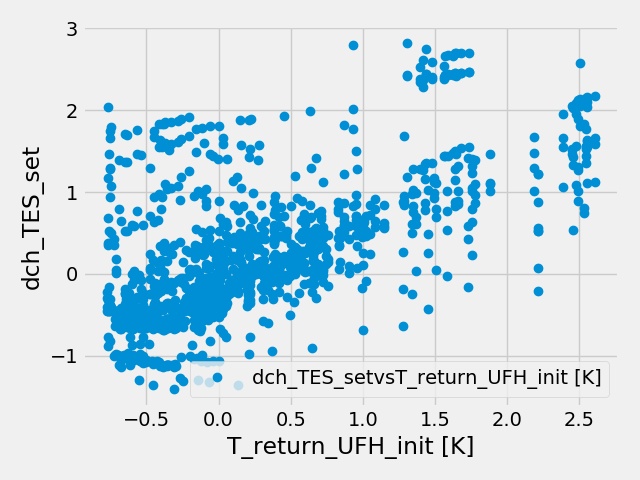 3
2
1
0
−1
dch_TES_set
dch_TES_setvsT_return_UFH_init [K]
−0.5 0.0 0.5 1.0 1.5 2.0 2.5
T_return_UFH_init [K]